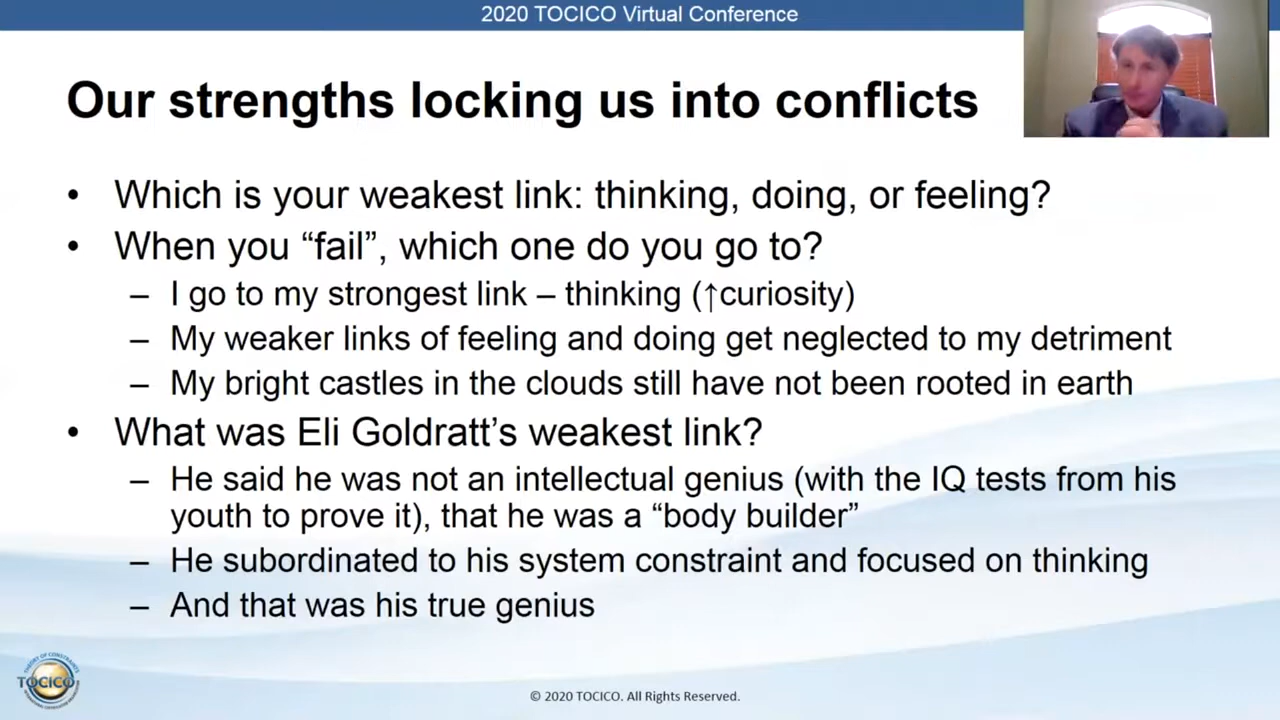 2020 TOCICO Virtual Conference
Our strengths locking us into conflicts
• Which is your weakest link: thinking, doing, or feeling?
• When you “fail”, which one do you go to?
– I go to my strongest link – thinking (↑curiosity)
– My weaker links of feeling and doing get neglected to my detriment
– My bright castles in the clouds still have not been rooted in earth
• What was Eli Goldratt’s weakest link?
– He said he was not an intellectual genius (with the IQ tests from his
youth to prove it), that he was a “body builder”
– He subordinated to his system constraint and focused on thinking
– And that was his true genius
THEORY OF CONSTRAINTS
TOCICO
© 2020 TOCICO. All Rights Reserved.